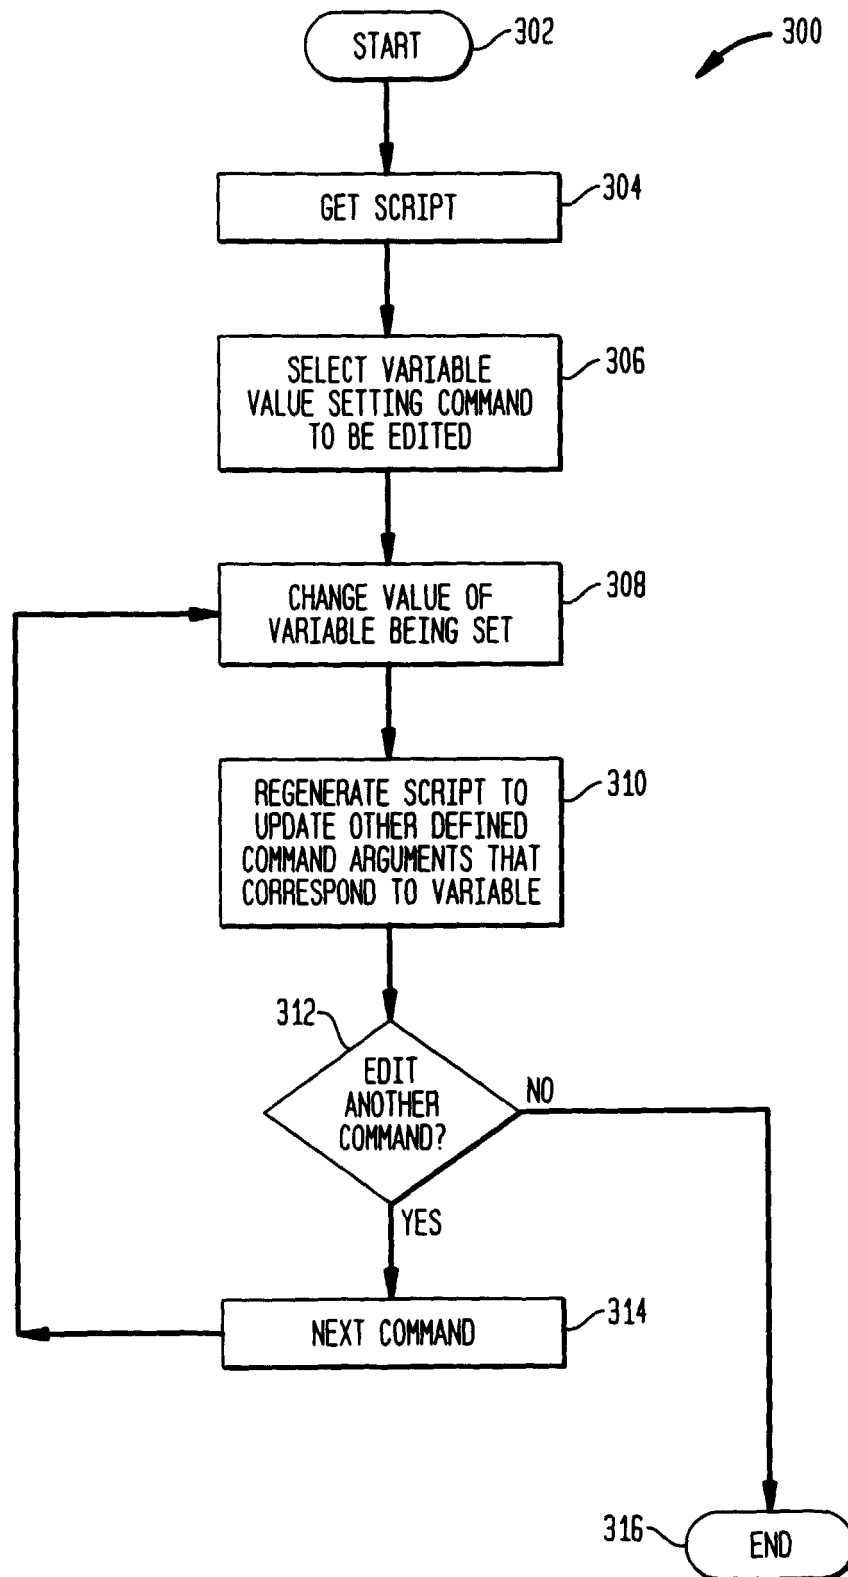 START
302
300
GET SCRIPT
304
SELECT VARIABLE
VALUE SETTING COMMAND
TO BE EDITED
306
CHANGE VALUE OF
VARIABLE BEING SET
308
REGENERATE SCRIPT TO
UPDATE OTHER DEFINED
COMMAND ARGUMENTS THAT
CORRESPOND TO VARIABLE
310
312
EDIT
ANOTHER
COMMAND?
NO
YES
NEXT COMMAND
314
316
END